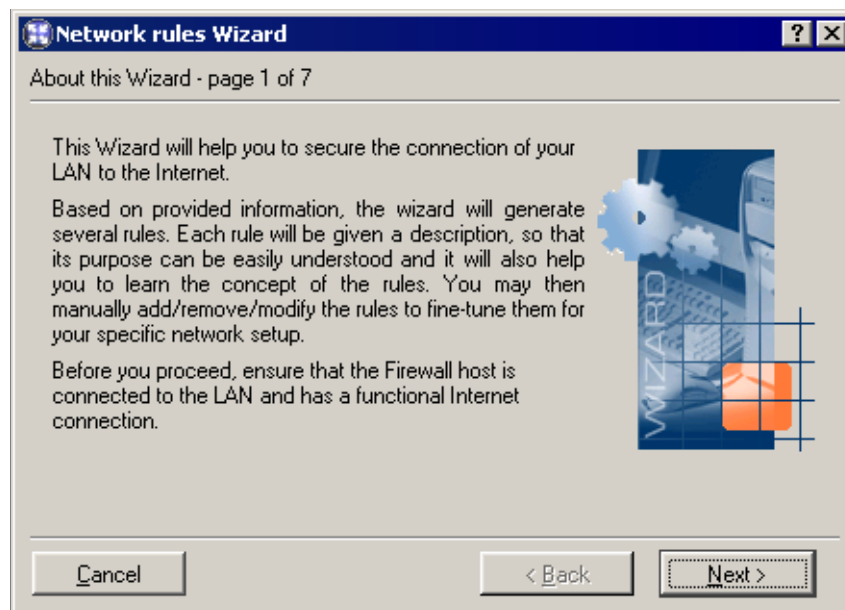 Network rules Wizard
About this Wizard - page 1 of 7
This Wizard will help you to secure the connection of your
LAN to the Internet.
Based on provided information, the wizard will generate
several rules. Each rule will be given a description, so that
its purpose can be easily understood and it will also help
you to learn the concept of the rules. You may then
manually add/remove/modify the rules to fine-tune them for
your specific network setup.
Before you proceed, ensure that the Firewall host is
connected to the LAN and has a functional Internet
connection.
WIZARD
Cancel
< Back
Next >